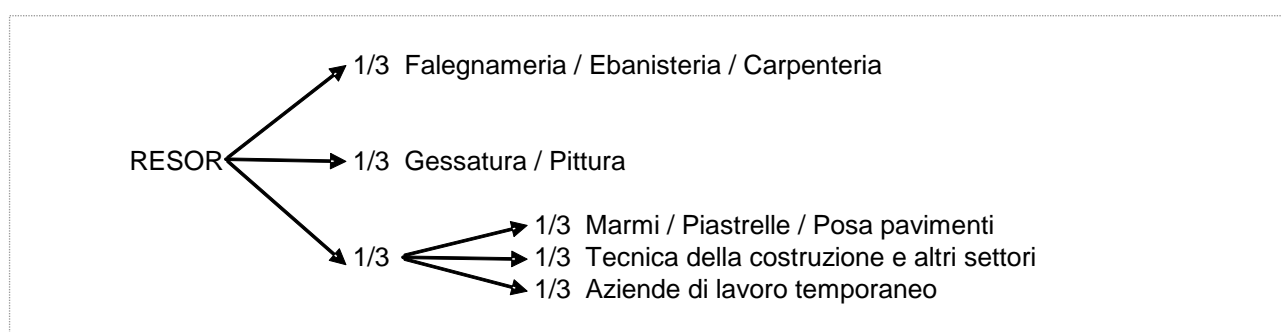 1/3 Falegnameria / Ebanisteria / Carpenteria
RESOR
1/3 Gessatura / Pittura
1/3 Marmi / Piastrelle / Posa pavimenti
1/3
1/3 Tecnica della costruzione e altri settori
1/3 Aziende di lavoro temporaneo